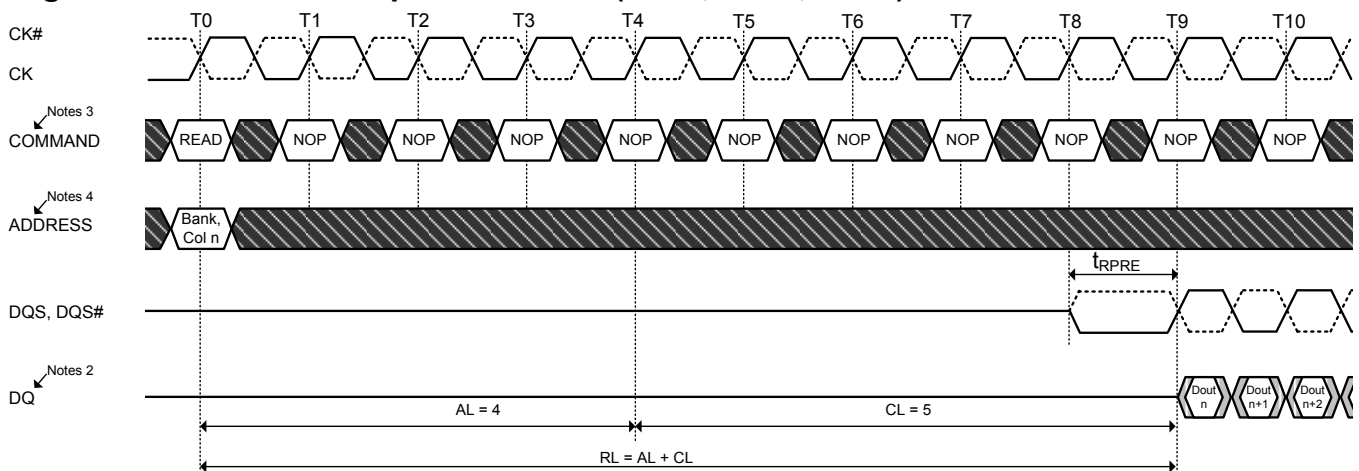 T0 T1 T2 T3 T4 T5 T6 T7 T8 T9 T10
CK#
CK
Notes 3
COMMAND
READ NOP NOP NOP NOP NOP NOP NOP NOP NOP NOP
Notes 4
ADDRESS
Bank,
Col n
tRPRE
DQS, DQS#
Notes 2
DQ
Dout
n
Dout
n+1
Dout
n+2
AL = 4
CL = 5
RL = AL + CL